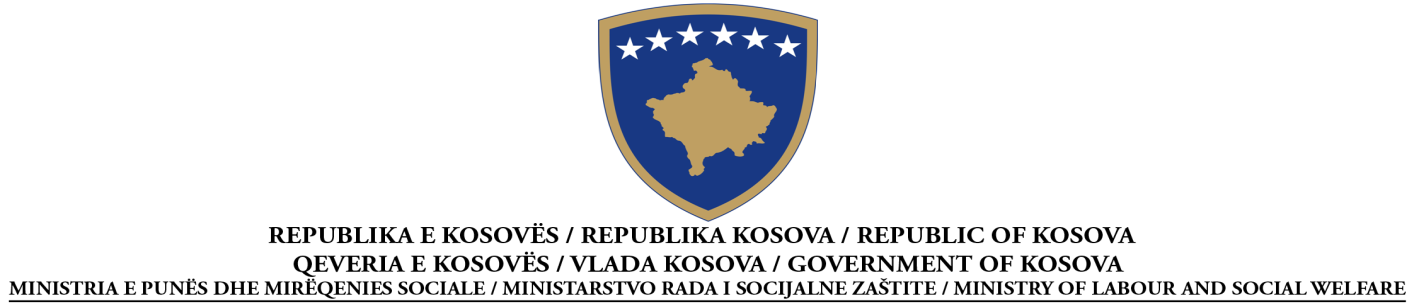 REPUBLIKA E KOSOVËS / REPUBLIKA KOSOVA / REPUBLIC OF KOSOVA
QEVERIA E KOSOVËS / VLADA KOSOVA / GOVERNMENT OF KOSOVA
MINISTRIA E PUNËS DHE MIRËQENIES SOCIALE / MINISTARSTVO RADA I SOCIJALNE ZAŠTITE / MINISTRY OF LABOUR AND SOCIAL WELFARE